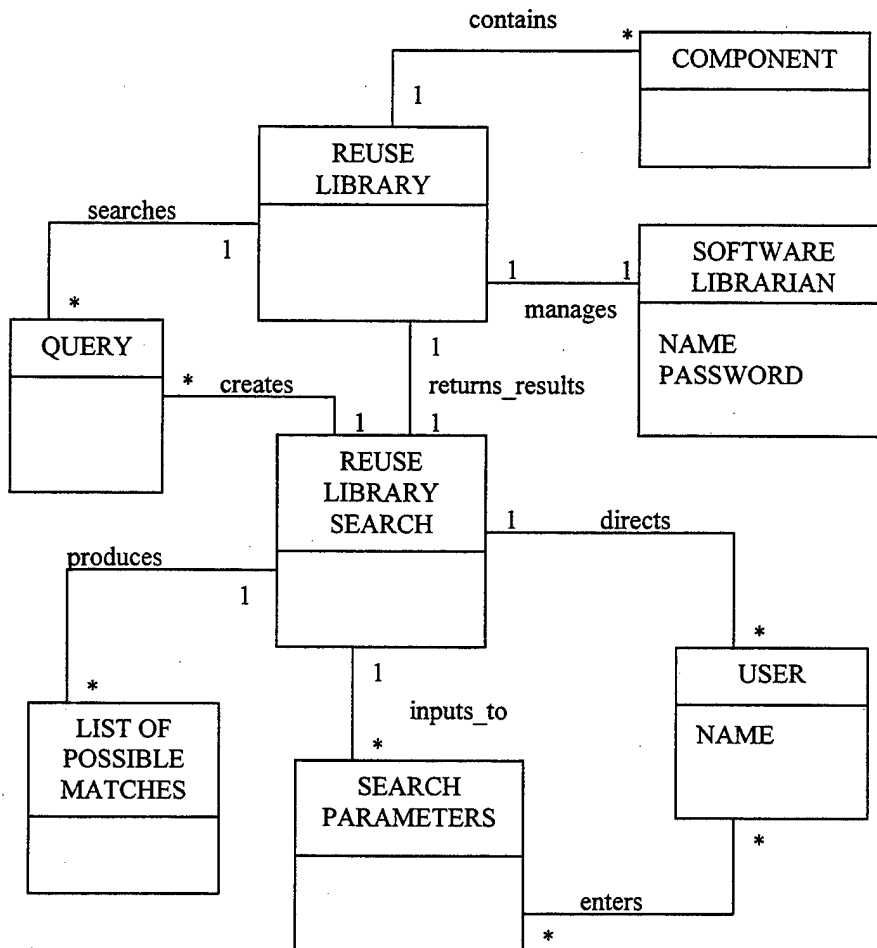 contains
*
COMPONENT
1
REUSE
LIBRARY
searches
1
SOFTWARE
LIBRARIAN
1
1
manages
*
NAME
PASSWORD
QUERY
1
*
creates
returns_results
1
1
REUSE
LIBRARY
SEARCH
1
directs
produces
1
*
1
USER
*
inputs_to
NAME
LIST OF
POSSIBLE
MATCHES
*
SEARCH
PARAMETERS
*
enters
*